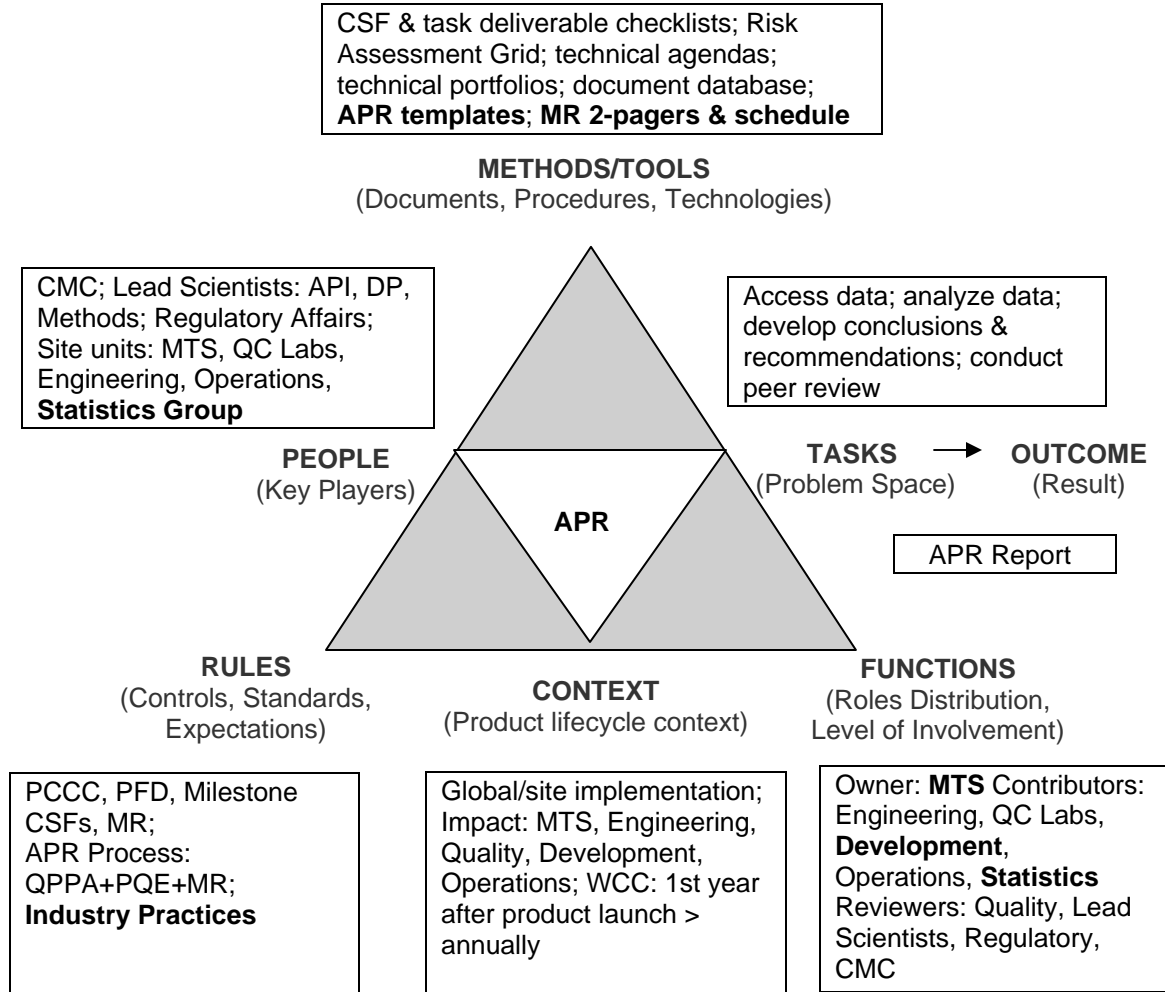 CSF & task deliverable checklists; Risk
Assessment Grid; technical agendas;
technical portfolios; document database;
APR templates; MR 2-pagers & schedule
METHODS/TOOLS
(Documents, Procedures, Technologies)
CMC; Lead Scientists: API, DP,
Methods; Regulatory Affairs;
Site units: MTS, QC Labs,
Engineering, Operations,
Statistics Group
Access data; analyze data;
develop conclusions &
recommendations; conduct
peer review
PEOPLE
(Key Players)
APR
TASKS
(Problem Space)
OUTCOME
(Result)
APR Report
RULES
(Controls, Standards,
Expectations)
CONTEXT
(Product lifecycle context)
FUNCTIONS
(Roles Distribution,
Level of Involvement)
PCCC, PFD, Milestone
CSFs, MR;
APR Process:
QPPA+PQE+MR;
Industry Practices
Global/site implementation;
Impact: MTS, Engineering,
Quality, Development,
Operations; WCC: 1st year
after product launch >
annually
Owner: MTS Contributors:
Engineering, QC Labs,
Development,
Operations, Statistics
Reviewers: Quality, Lead
Scientists, Regulatory,
CMC